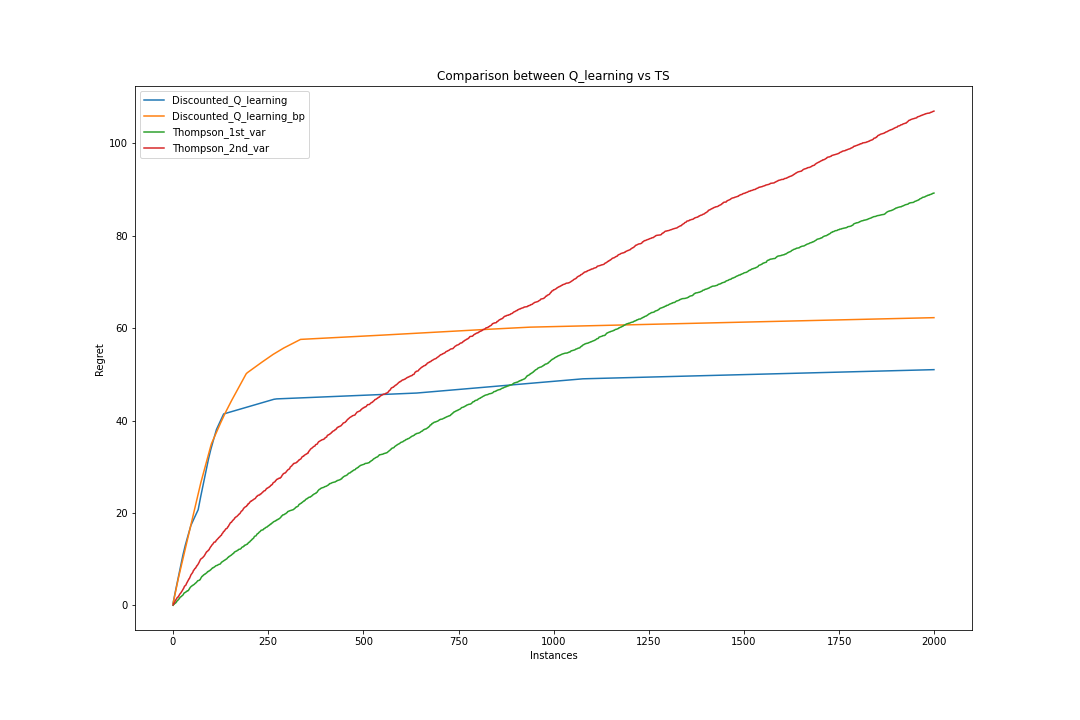 Comparison between Q_learning vs TS
Discounted_Q_learning
Discounted_Q_learning_bp
Thompson_1st_var
Thompson_2nd_var
100
80
60
40
20
0
Regret
0 250 500 750 1000 1250 1500 1750 2000
Instances